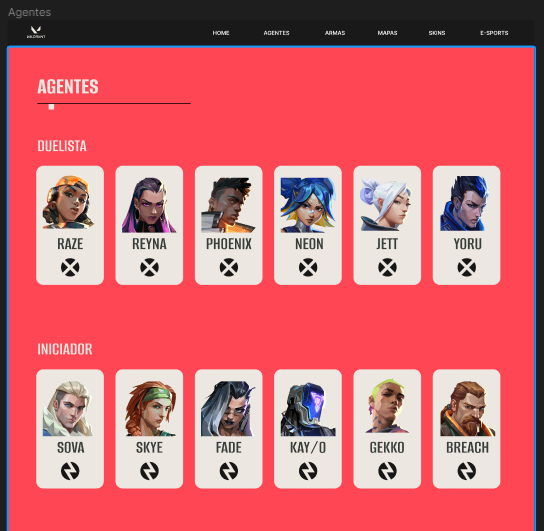 Agentes
VALORANT
HOME AGENTES ARMAS MAPAS SKINS E-SPORTS
AGENTES
DUELISTA
RAZE REYNA PHOENIX NEON JETT YORU
INICIADOR
SOVA SKYE FADE KAY/O GEKKO BREACH